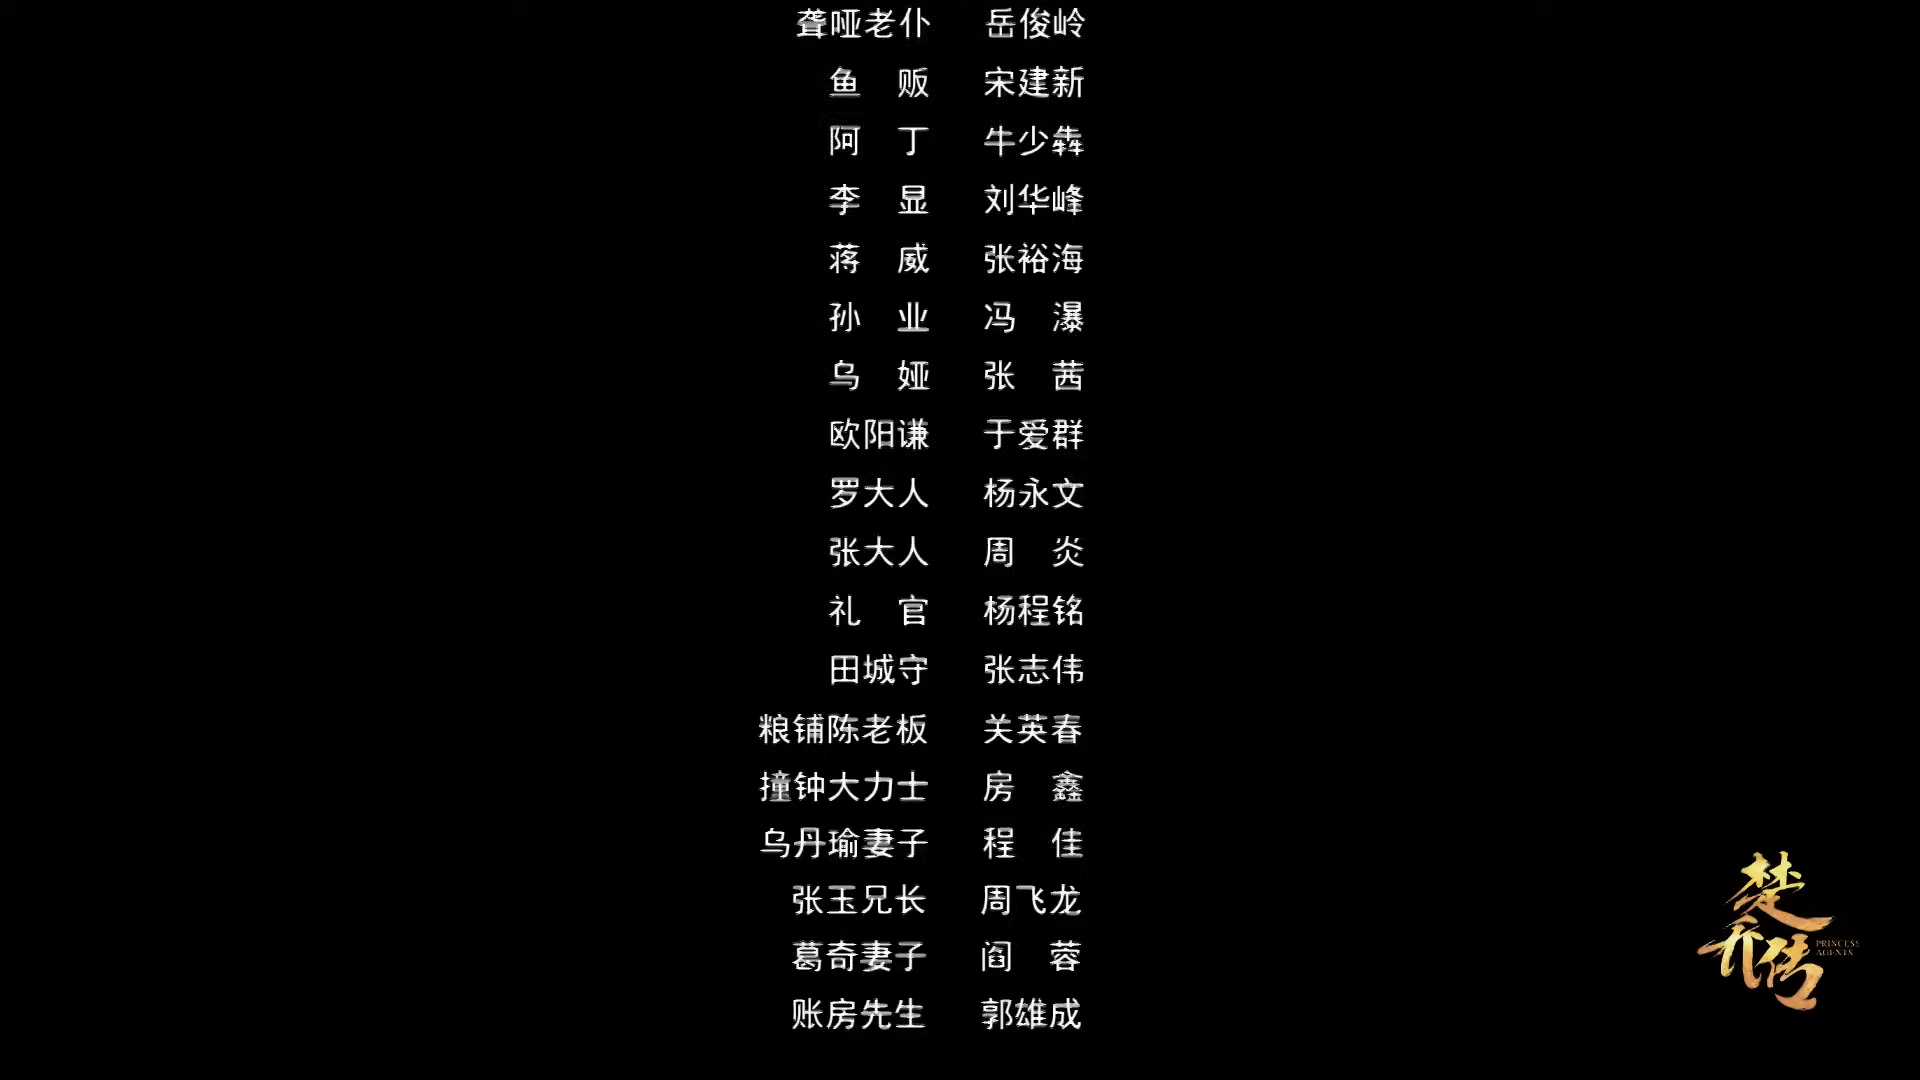 聋哑老仆 岳俊岭
鱼 贩 宋建新
阿 丁 牛少犇
李 显 刘华峰
蒋 威 张裕海
孙 业 冯 瀑
乌 娅 张 茜
欧阳谦 于爱群
罗大人 杨永文
张大人 周 炎
礼 官 杨程铭
田城守 张志伟
粮铺陈老板 关英春
撞钟大力士 房 鑫
乌丹瑜妻子 程 佳
张玉兄长 周飞龙
葛奇妻子 阎 蓉
账房先生 郭雄成
楚
乔传
PRINCESS
AGENTS